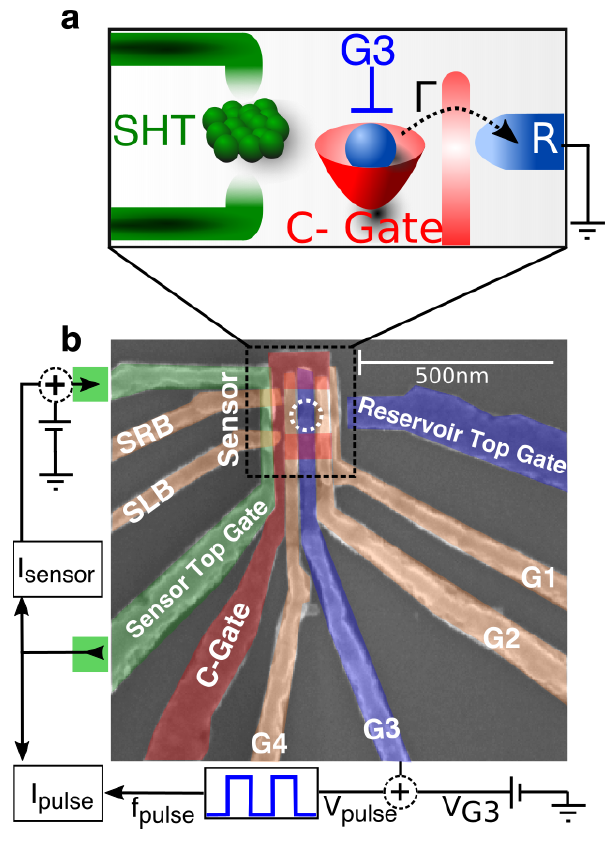 a
G3
Γ
SHT
R
C- Gate
b
500nm
Sensor
Reservoir Top Gate
SRB
SLB
Sensor Top Gate
Isensor
C-Gate
G1
G2
G3
G4
Ipulse
fpulse
Vpulse
VG3